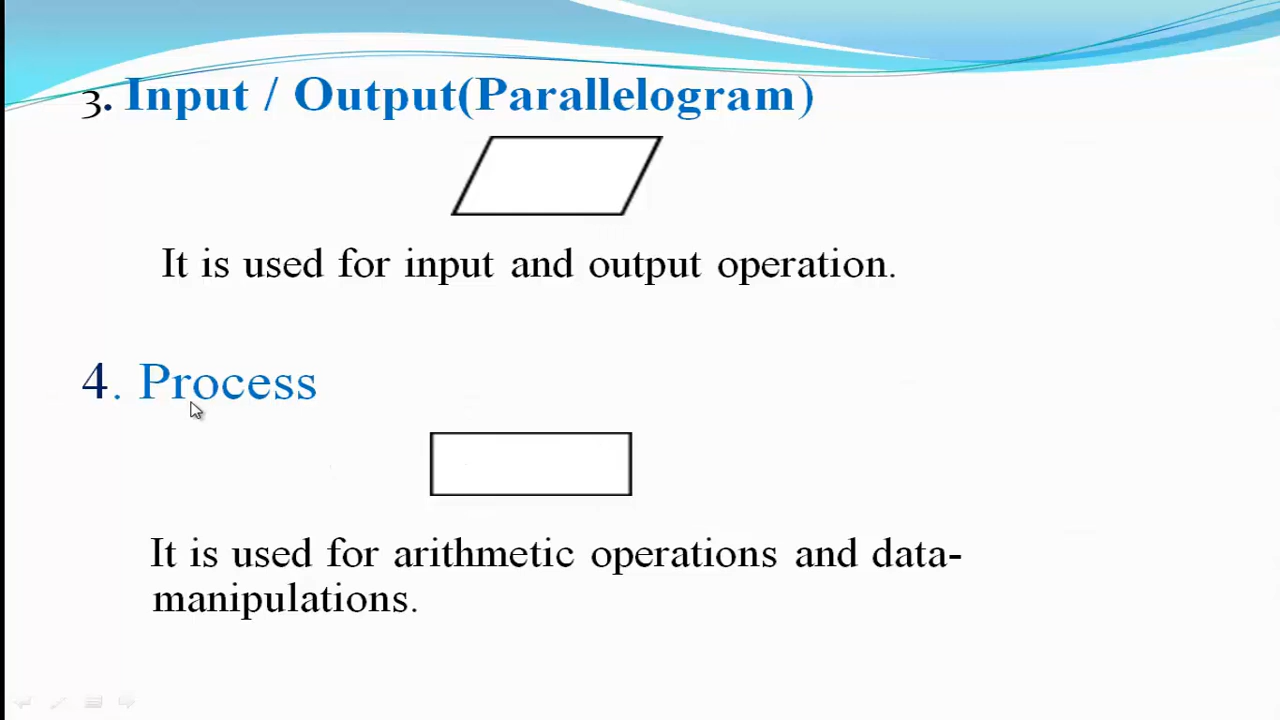 3. Input / Output(Parallelogram)
It is used for input and output operation.
4. Process
It is used for arithmetic operations and data-
manipulations.